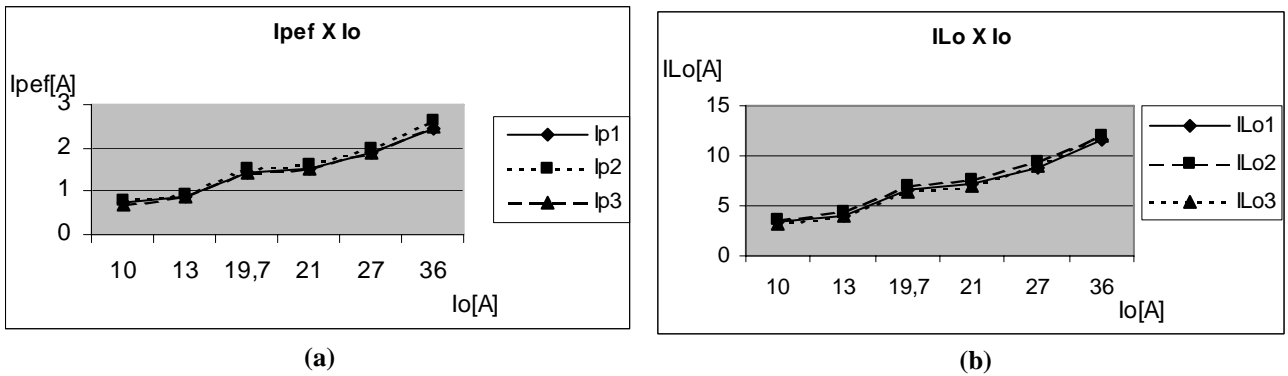 Ipef X Io
Ipef[A]
3
2
1
0
10 13 19,7 21 27 36
Io[A]
Ip1
Ip2
Ip3
(a)
ILo X Io
ILo[A]
15
10
5
0
10 13 19,7 21 27 36
Io[A]
ILo1
ILo2
ILo3
(b)